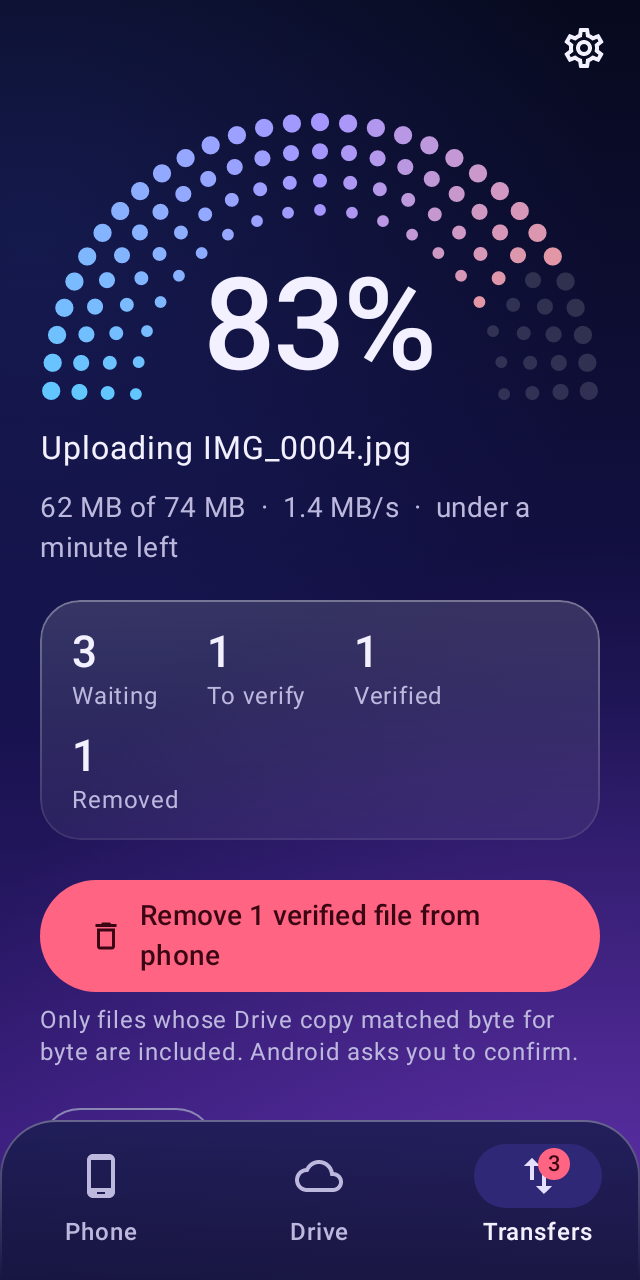 83%
Uploading IMG_0004.jpg
62 MB of 74 MB · 1.4 MB/s · under a
minute left
3 1 1
Waiting To verify Verified
1
Removed
Remove 1 verified file from
phone
Only files whose Drive copy matched byte for
byte are included. Android asks you to confirm.
3
Phone Drive Transfers